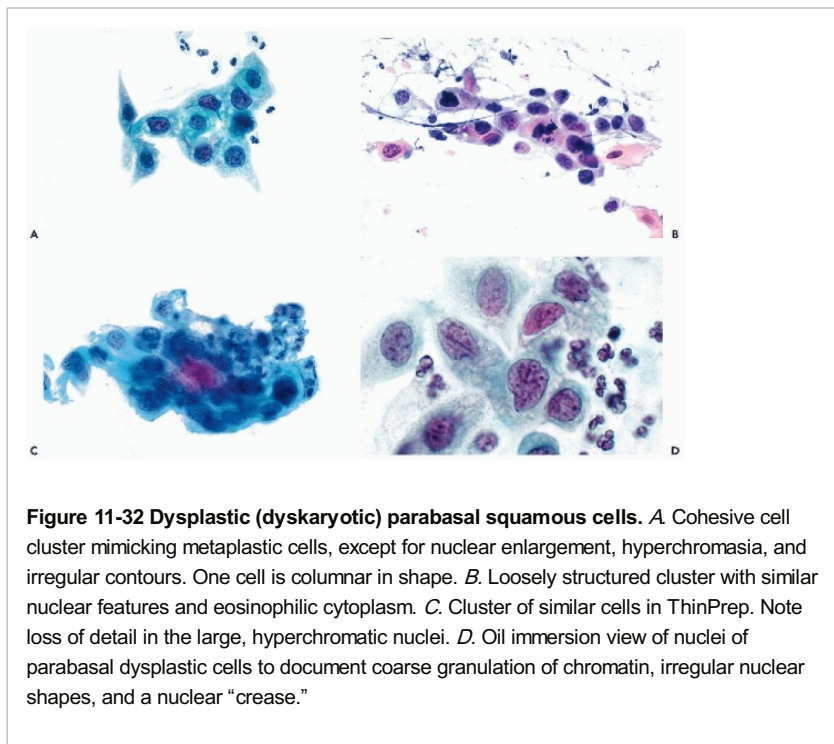 A
B
C
D
Figure 11-32 Dysplastic (dyskaryotic) parabasal squamous cells. A. Cohesive cell
cluster mimicking metaplastic cells, except for nuclear enlargement, hyperchromasia, and
irregular contours. One cell is columnar in shape. B. Loosely structured cluster with similar
nuclear features and eosinophilic cytoplasm. C. Cluster of similar cells in ThinPrep. Note
loss of detail in the large, hyperchromatic nuclei. D. Oil immersion view of nuclei of
parabasal dysplastic cells to document coarse granulation of chromatin, irregular nuclear
shapes, and a nuclear “crease.”